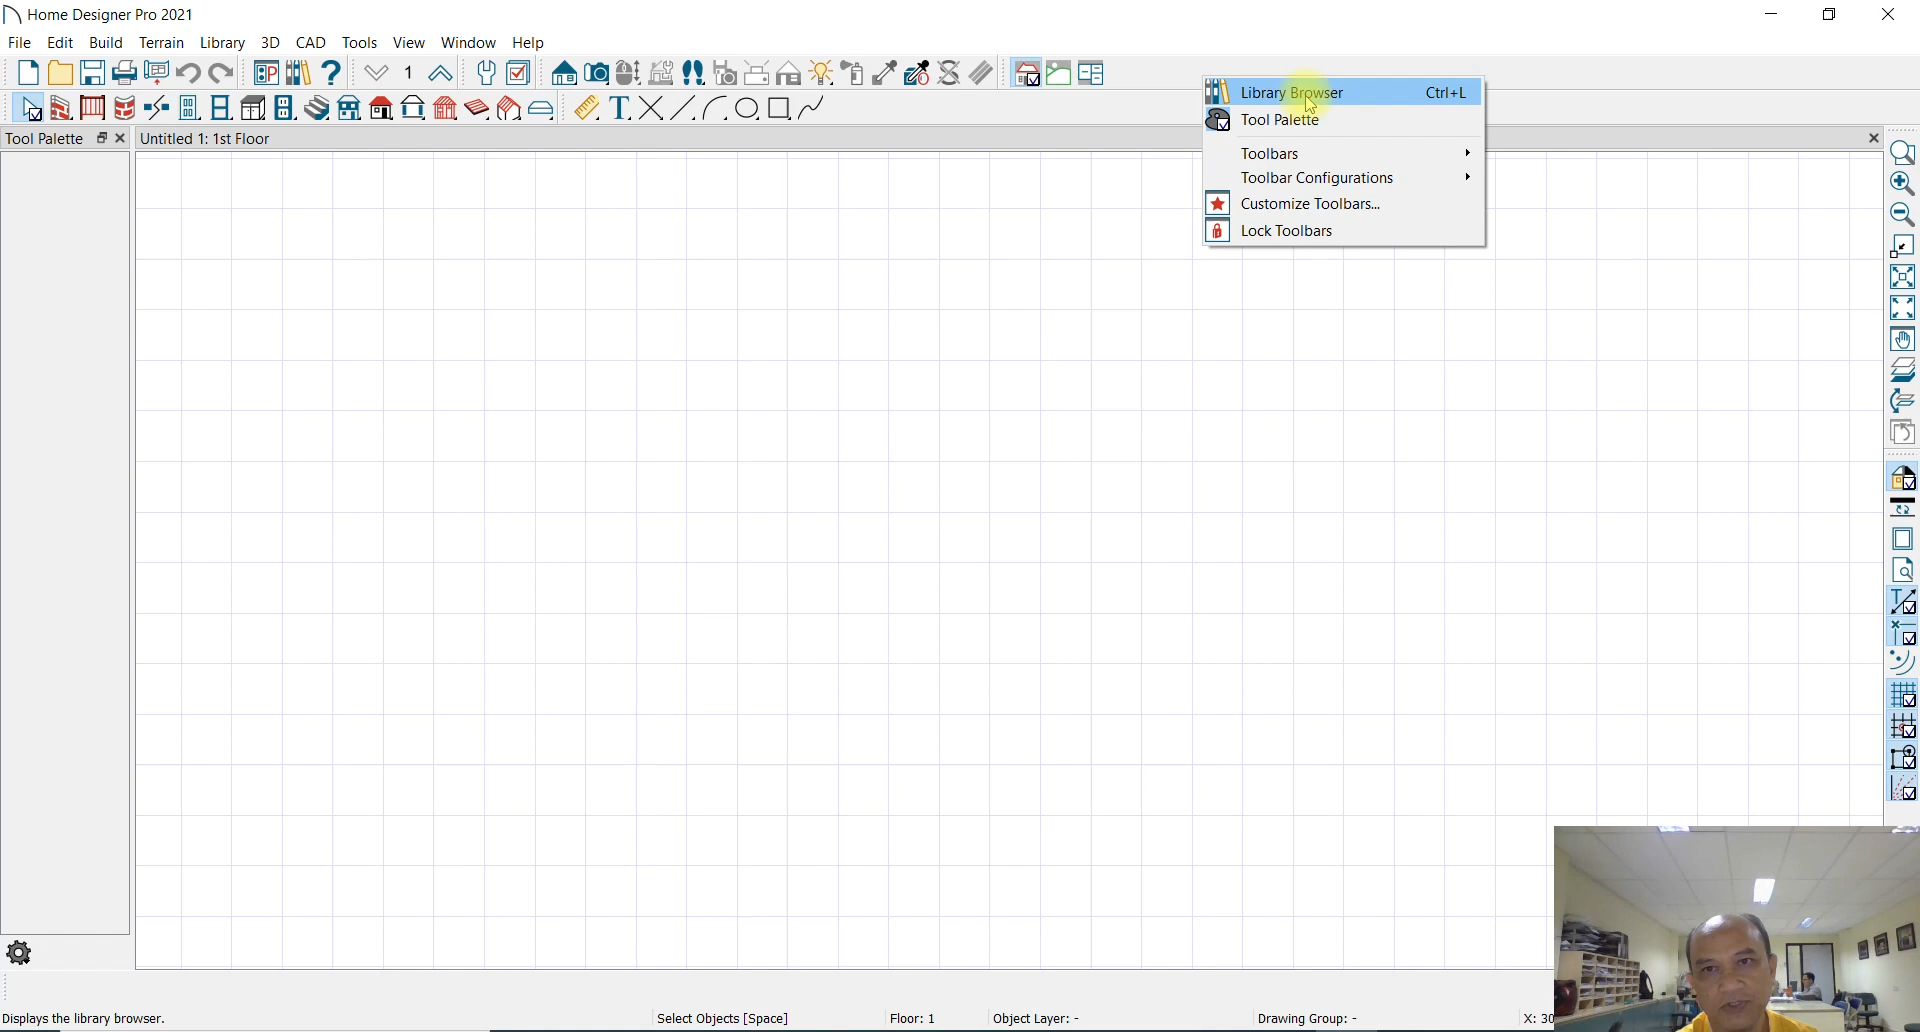 Home Designer Pro 2021
File Edit Build Terrain Library 3D CAD Tools View Window Help
1
Library Browser Ctrl+L
Tool Palette
Toolbars
Toolbar Configurations
Customize Toolbars...
Lock Toolbars
Tool Palette
Untitled 1: 1st Floor
Displays the library browser.
Select Objects [Space]
Floor: 1
Object Layer: -
Drawing Group: -
X: 30